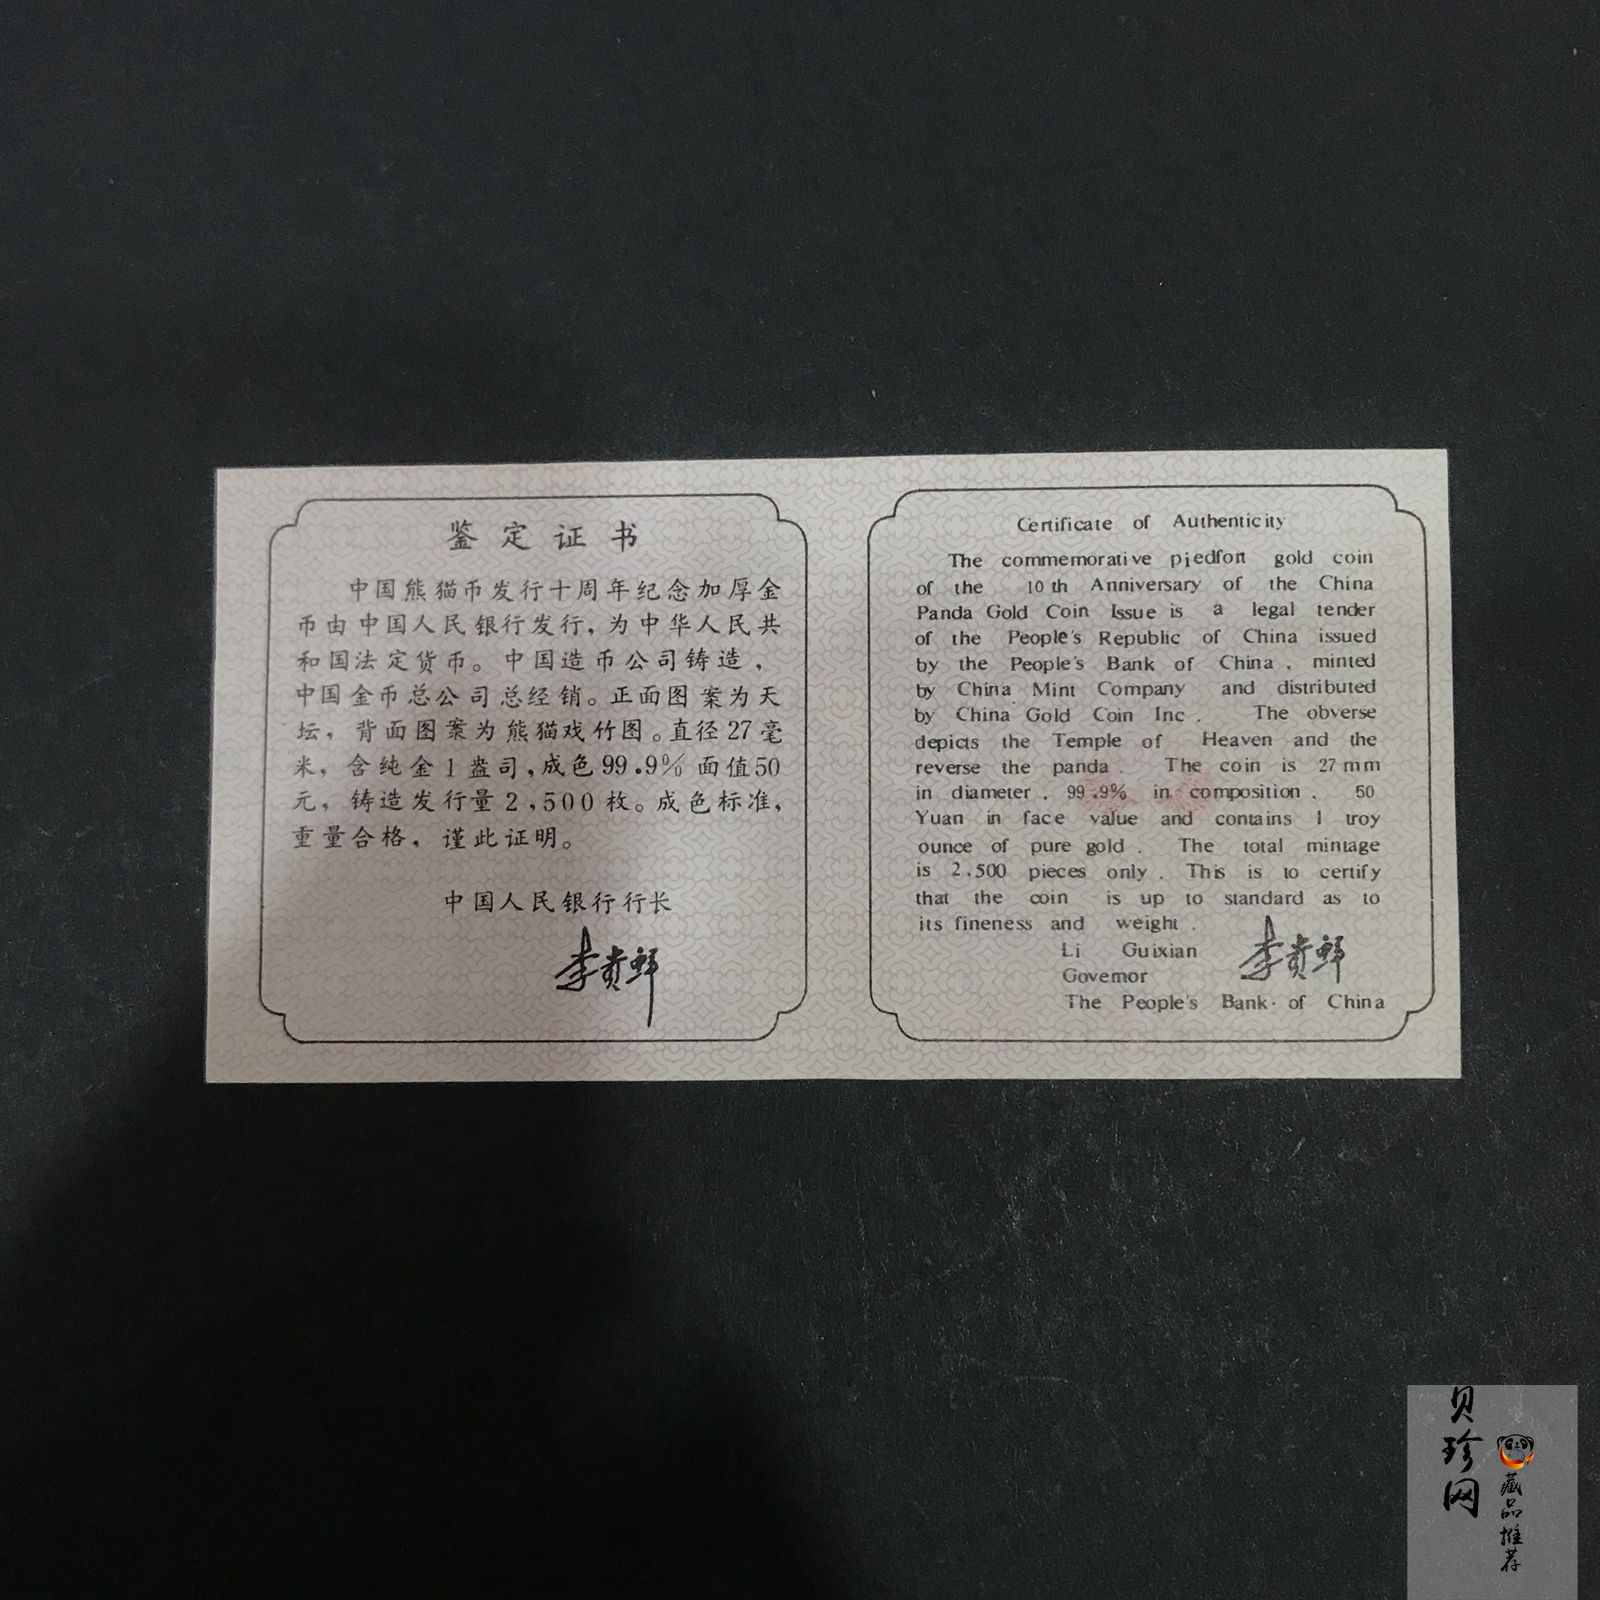 鉴定证书
中国熊猫币发行十周年纪念加厚金
币由中国人民银行发行,为中华人民共
和国法定货币。中国造币公司铸造,
中国金币总公司总经销。正面图案为天
坛,背面图案为熊猫戏竹图。直径27毫
米,含纯金1盎司,成色99.9%面值50
元,铸造发行量2,500枚。成色标准,
重量合格,谨此证明。
中国人民银行行长
李贵鲜
Certificate of Authenticity
The commemorative piedfort gold coin
of the 10th Anniversary of the China
Panda Gold Coin Issue is a legal tender
of the People's Republic of China issued
by the People's Bank of China, minted
by China Mint Company and distributed
by China Gold Coin Inc. The obverse
depicts the Temple of Heaven and the
reverse the panda. The coin is 27mm
in diameter, 99.9% in composition, 50
Yuan in face value and contains 1 troy
ounce of pure gold. The total mintage
is 2,500 pieces only. This is to certify
that the coin is up to standard as to
its fineness and weight.
Li Guixian
李贵鲜
Governor
The People's Bank of China
贝珍网
藏品推荐